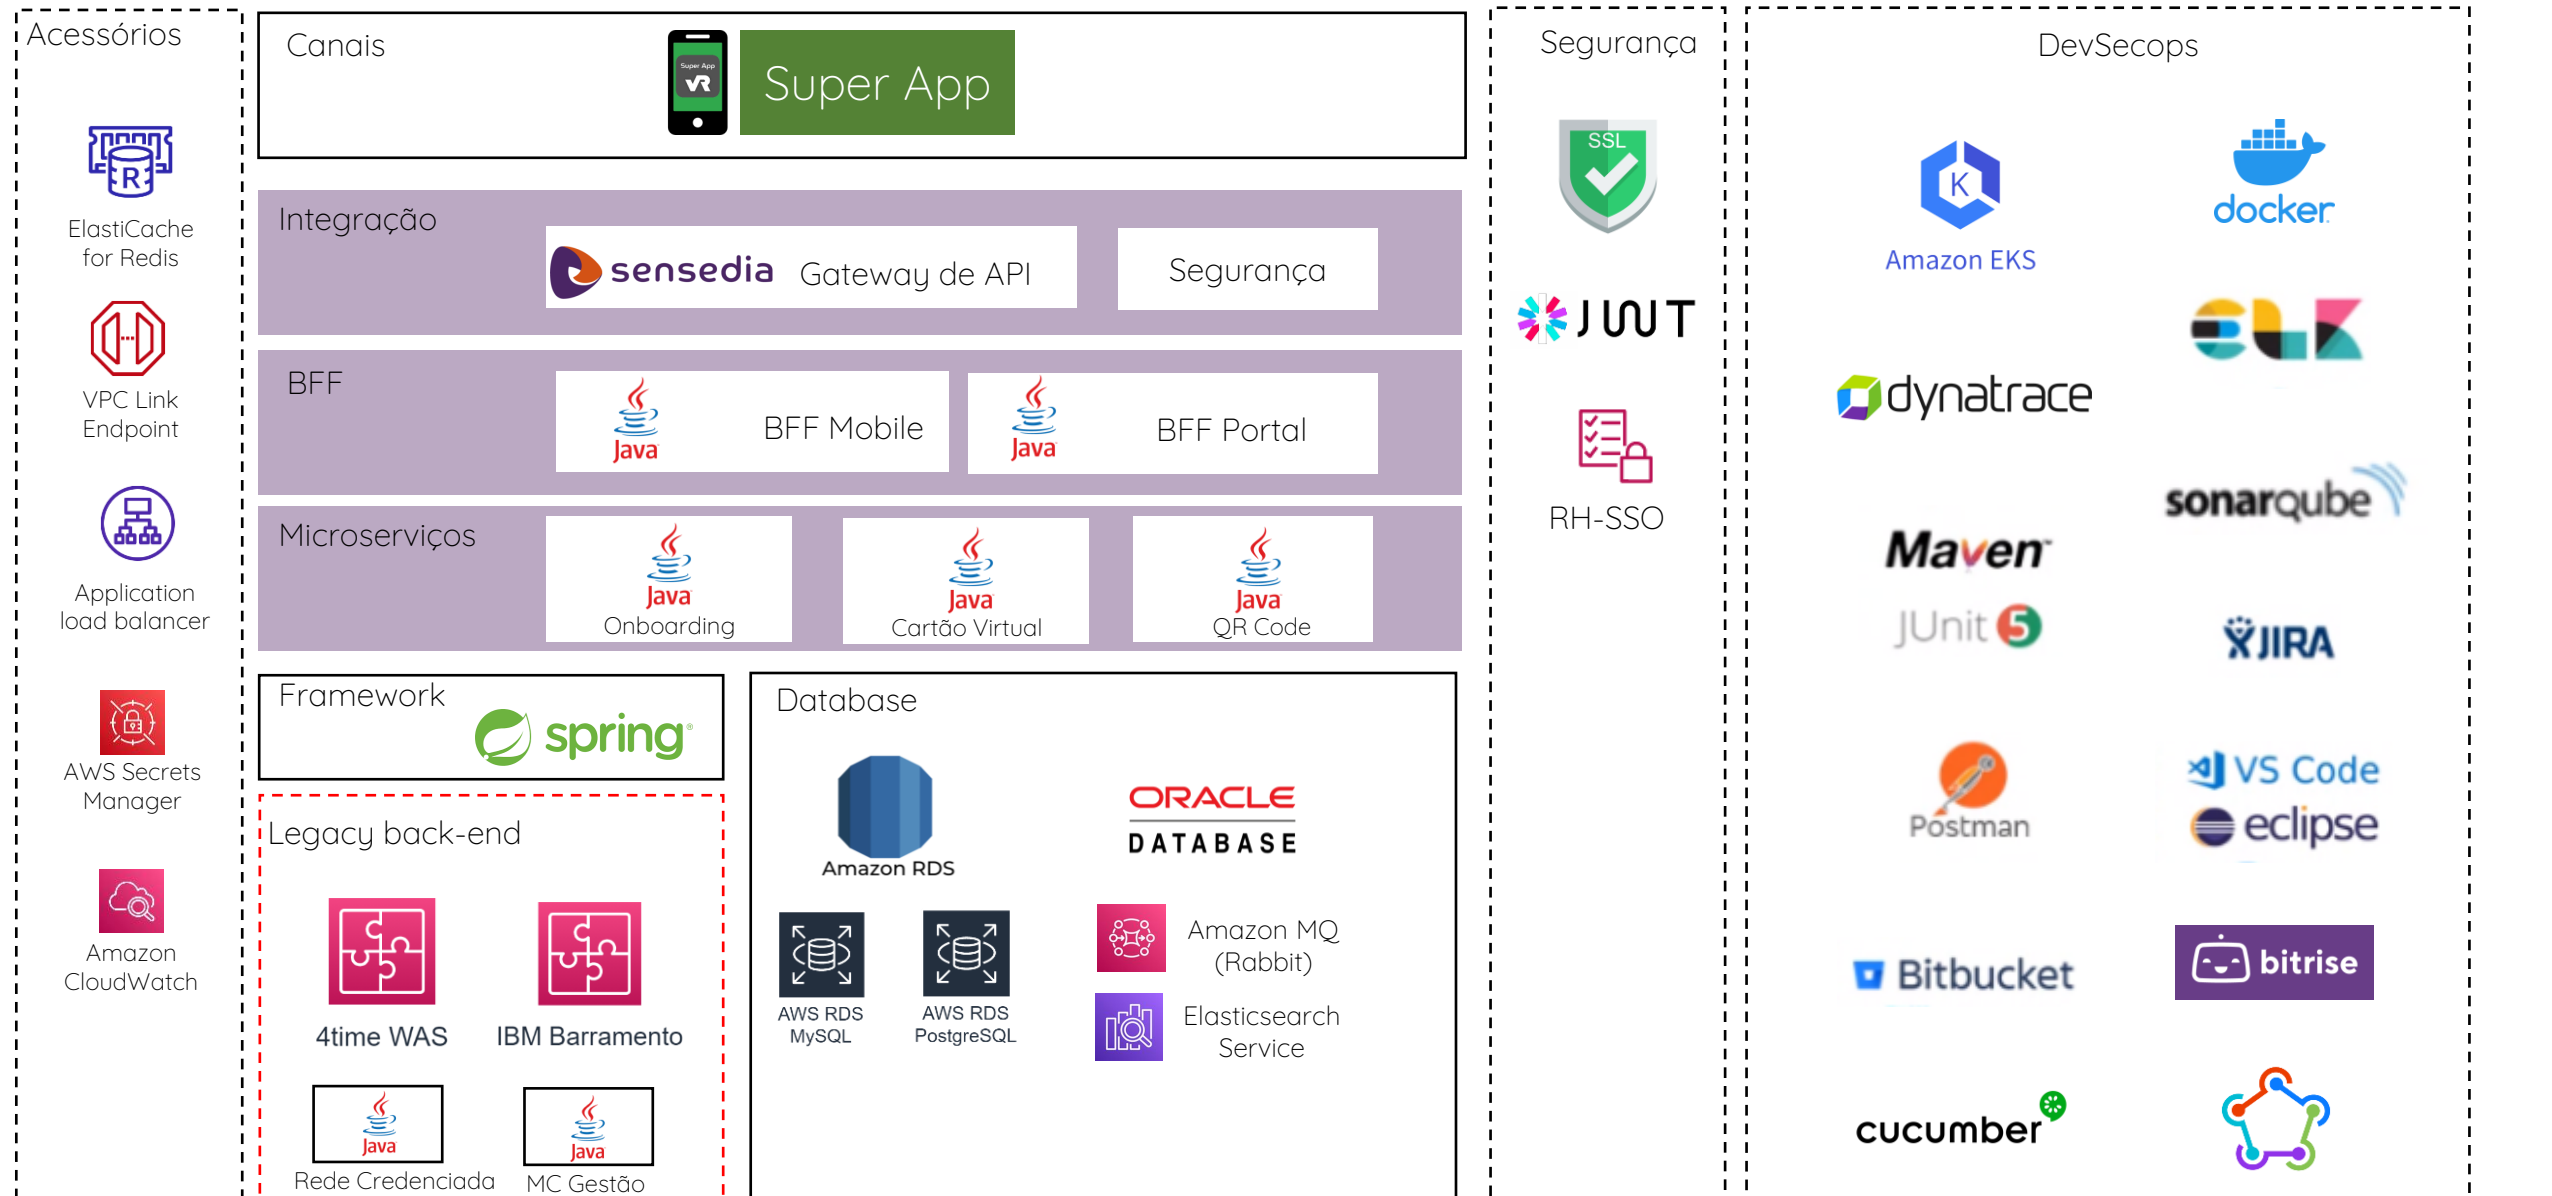 Acessórios
ElastiCache
for Redis
VPC Link
Endpoint
Application
load balancer
AWS Secrets
Manager
Amazon
CloudWatch
Canais
Super App
VR
Super App
Integração
sensedia Gateway de API
Segurança
BFF
Java
BFF Mobile
Java
BFF Portal
Microserviços
Java
Onboarding
Java
Cartão Virtual
Java
QR Code
Framework
spring
Legacy back-end
4time WAS
IBM Barramento
Java
Rede Credenciada
Java
MC Gestão
Database
Amazon RDS
ORACLE
DATABASE
AWS RDS
MySQL
AWS RDS
PostgreSQL
Amazon MQ
(Rabbit)
Elasticsearch
Service
Segurança
SSL
JWT
RH-SSO
DevSecops
K
Amazon EKS
docker
ELK
dynatrace
sonarqube
Maven™
JUnit 5
JIRA
Postman
VS Code
eclipse
Bitbucket
bitrise
cucumber